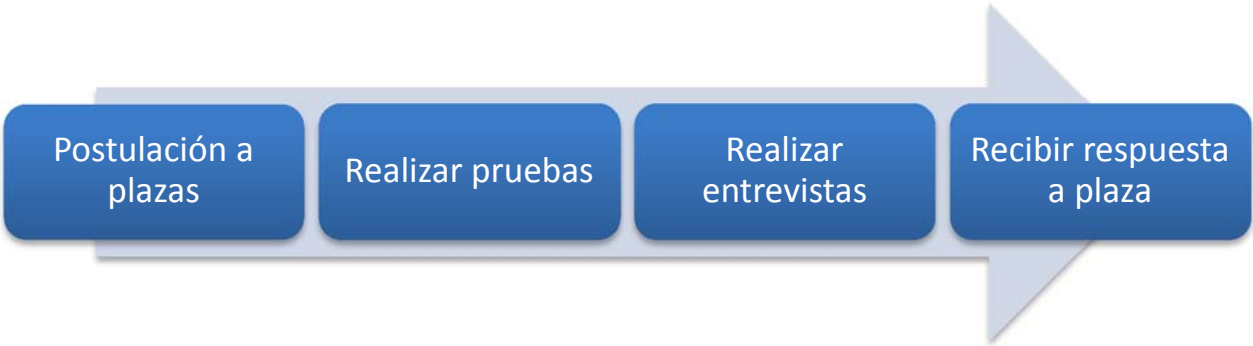 Postulación a
plazas
Realizar pruebas
Realizar
entrevistas
Recibir respuesta
a plaza